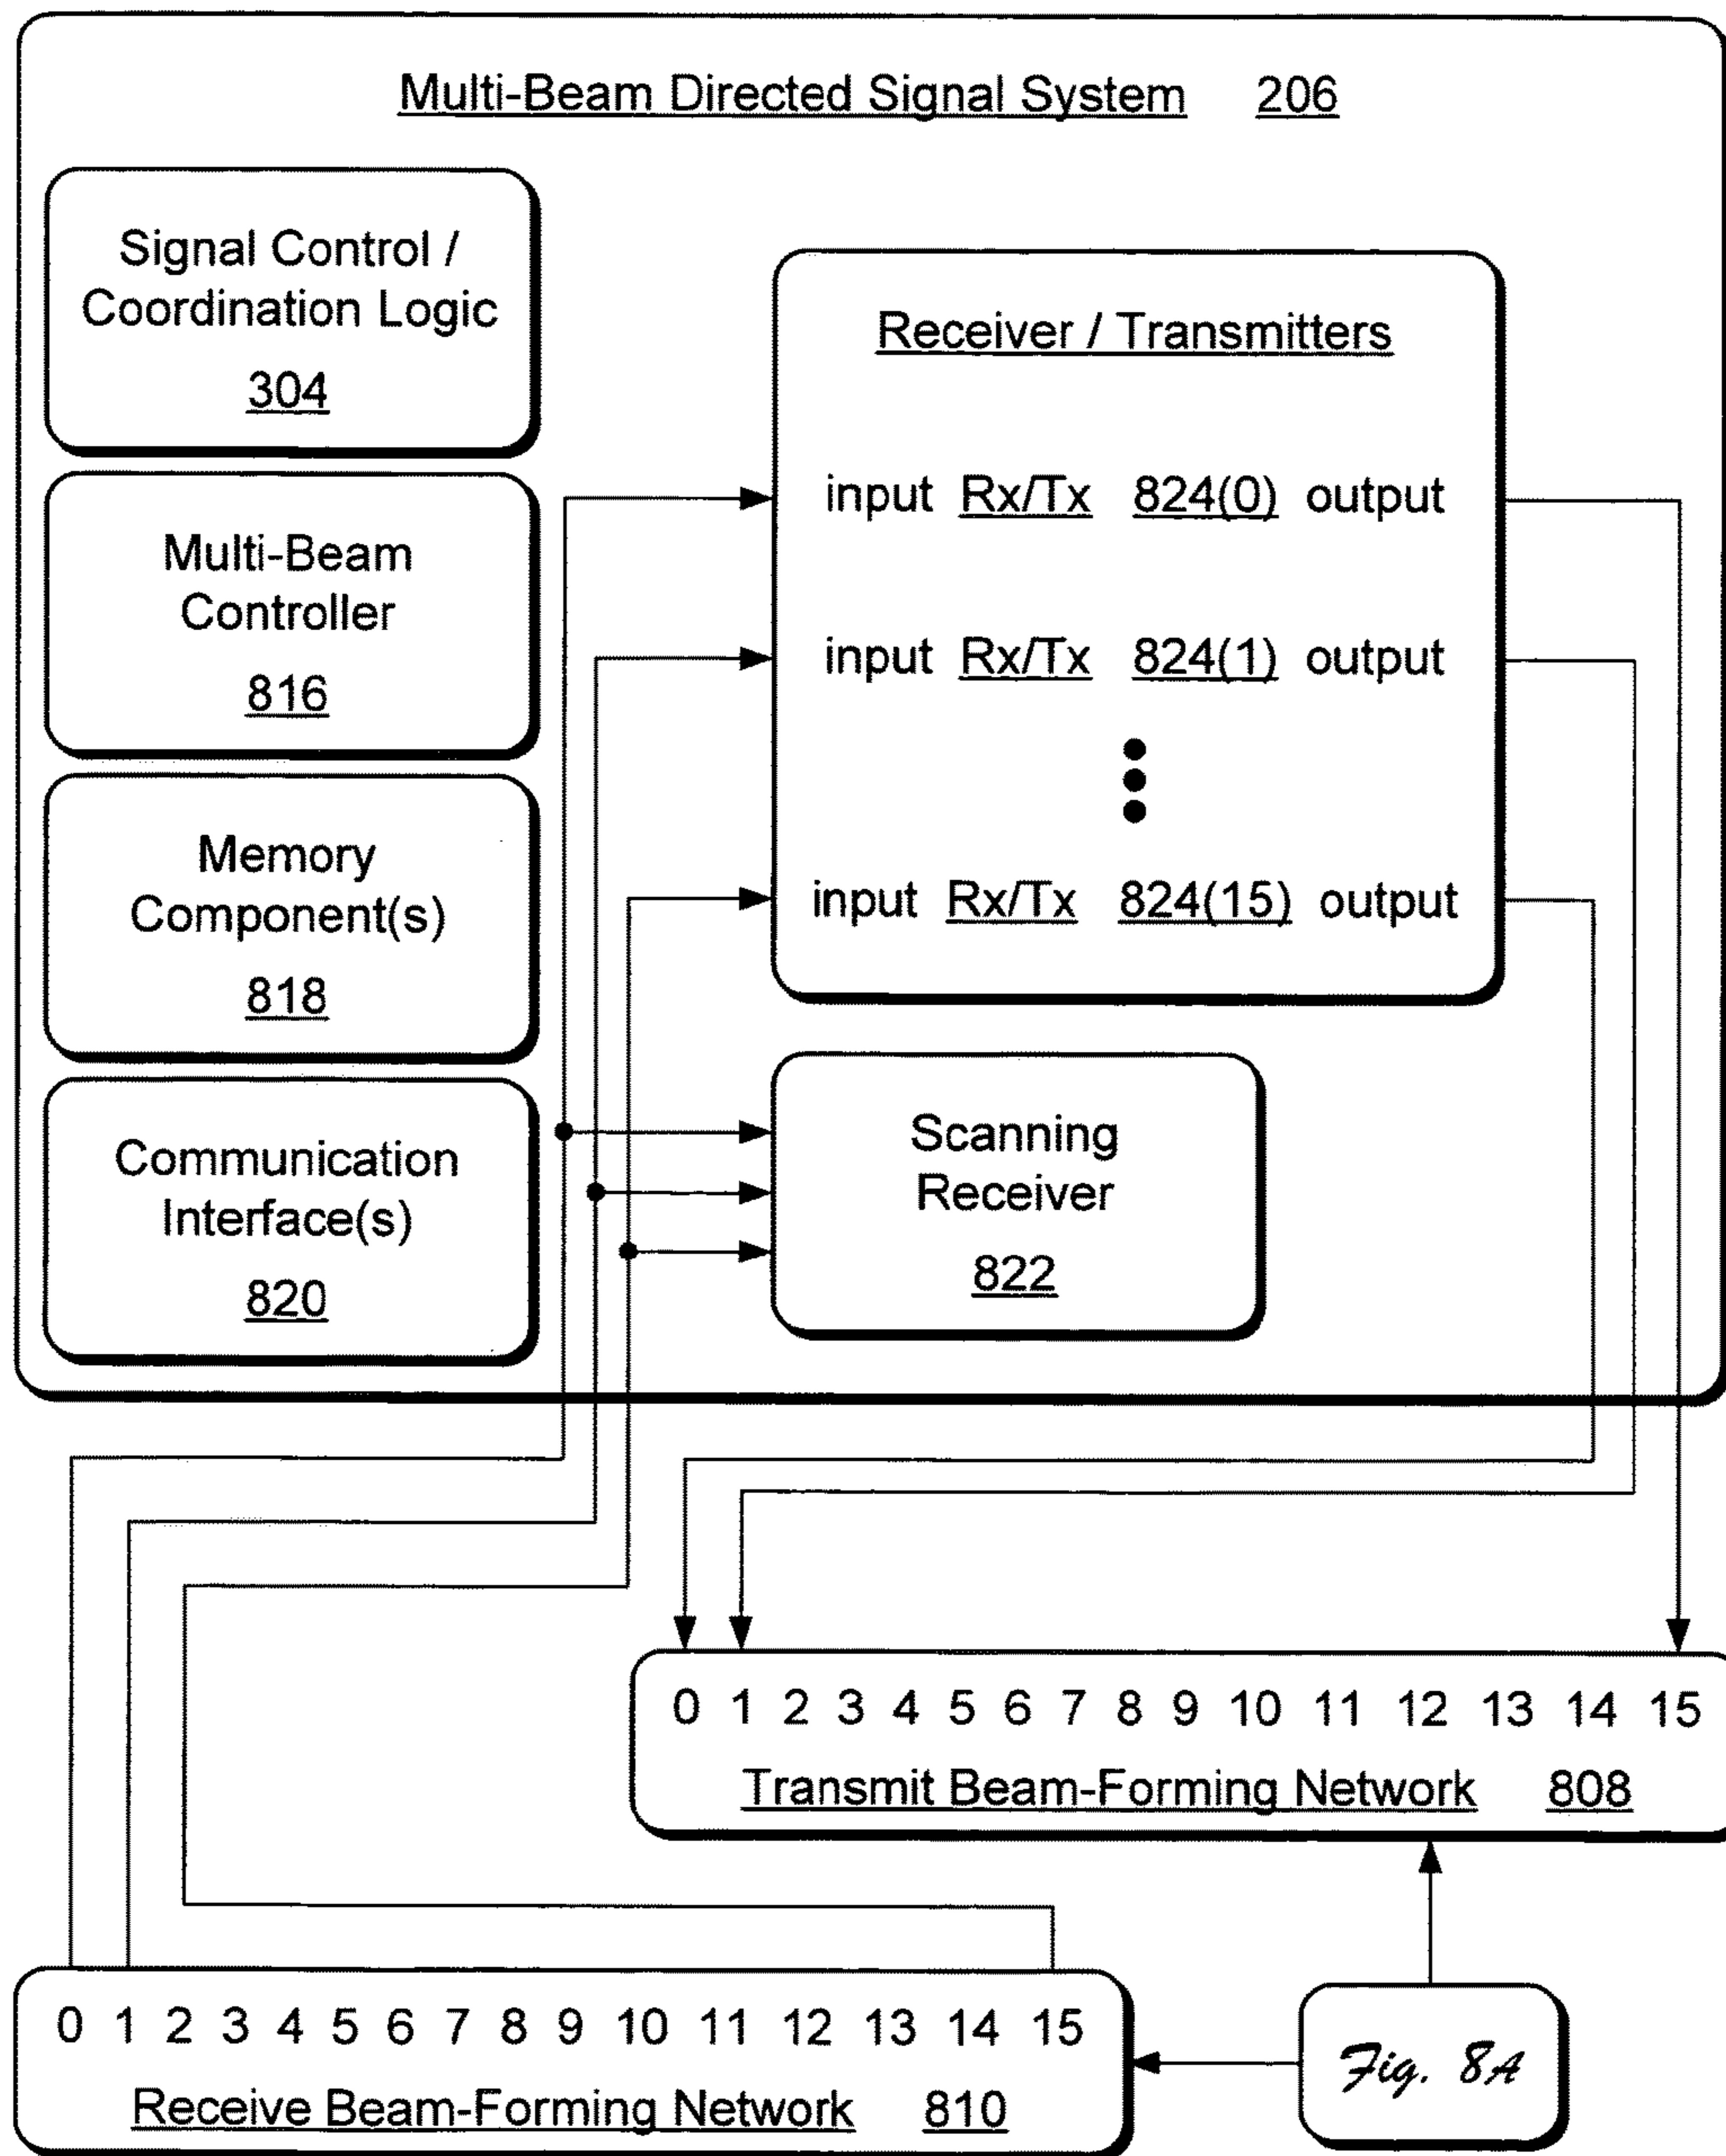 Multi-Beam Directed Signal System 206
Signal Control /
Coordination Logic
304
Multi-Beam
Controller
816
Memory
Component(s)
818
Communication
Interface(s)
820
Receiver / Transmitters
input Rx/Tx 824(0) output
input Rx/Tx 824(1) output
input Rx/Tx 824(15) output
Scanning
Receiver
822
0 1 2 3 4 5 6 7 8 9 10 11 12 13 14 15
Transmit Beam-Forming Network 808
0 1 2 3 4 5 6 7 8 9 10 11 12 13 14 15
Receive Beam-Forming Network 810
Fig. 8A